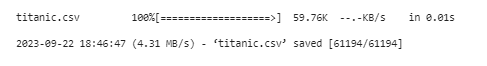 titanic.csv 100%[===================>] 59.76K --.-KB/s in 0.01s
2023-09-22 18:46:47 (4.31 MB/s) - ‘titanic.csv’ saved [61194/61194]